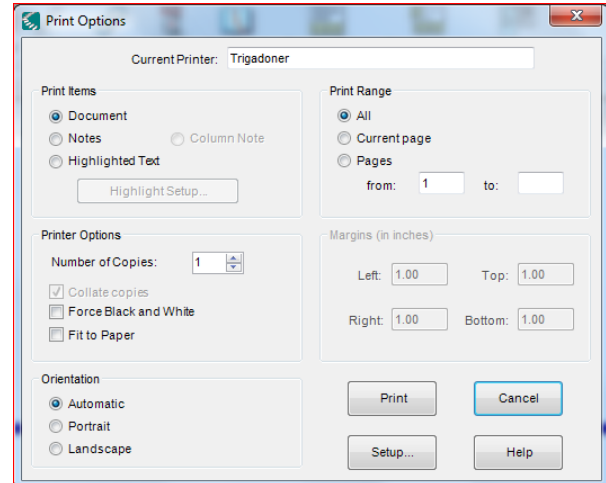 Print Options
Current Printer: Trigadoner
Print Items
Document
Notes Column Note
Highlighted Text
Highlight Setup...
Print Range
All
Current page
Pages
from: 1 to:
Printer Options
Number of Copies: 1
Collate copies
Force Black and White
Fit to Paper
Margins (in inches)
Left: 1.00 Top: 1.00
Right: 1.00 Bottom: 1.00
Orientation
Automatic
Portrait
Landscape
Print Cancel
Setup... Help